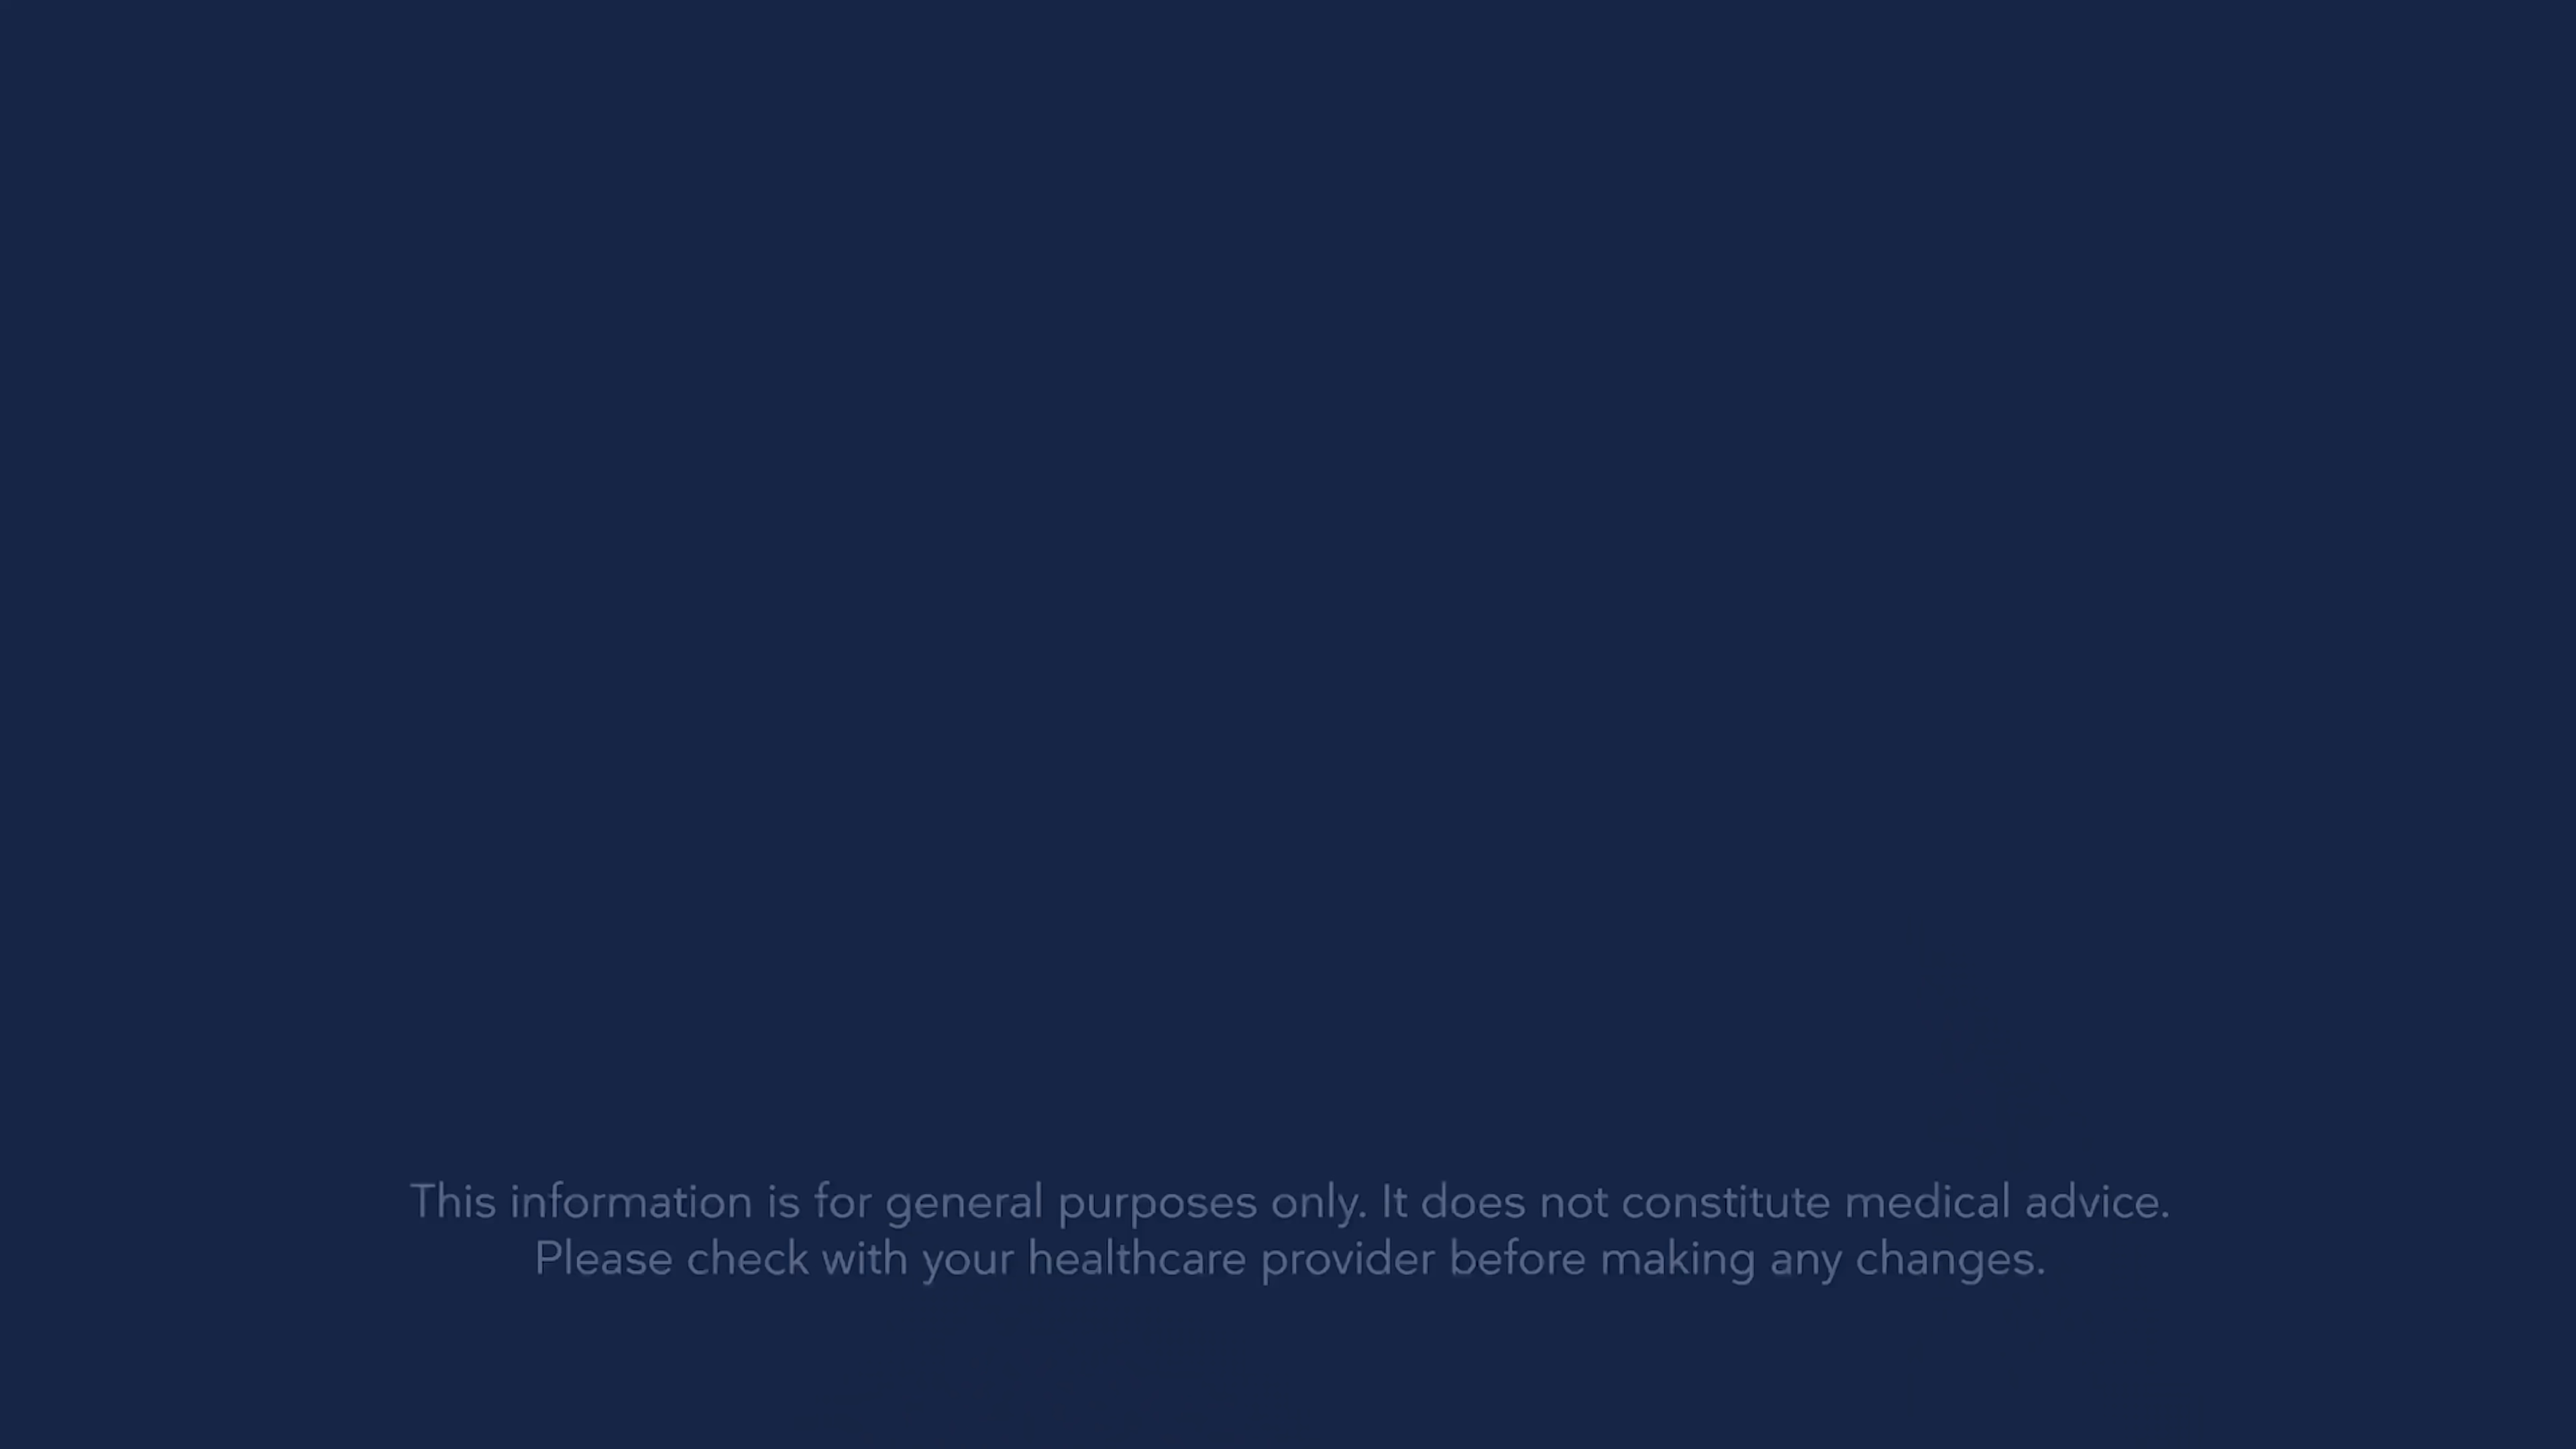 This information is for general purposes only. It does not constitute medical advice.
Please check with your healthcare provider before making any changes.